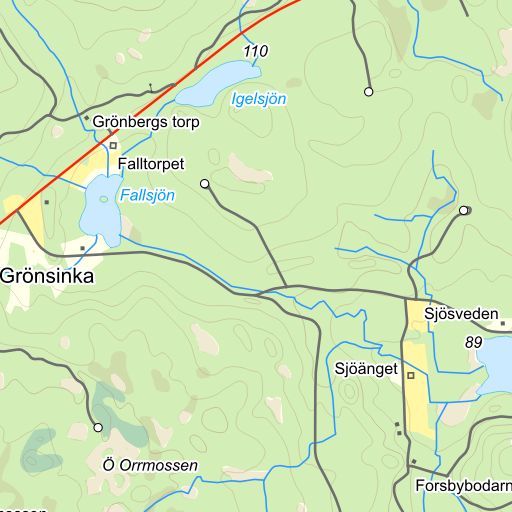 110
Igelsjön
Grönbergs torp
Falltorpet
Fallsjön
Grönsinka
Sjösveden
89
Sjöänget
Ö Orrmossen
Forsbybodarn